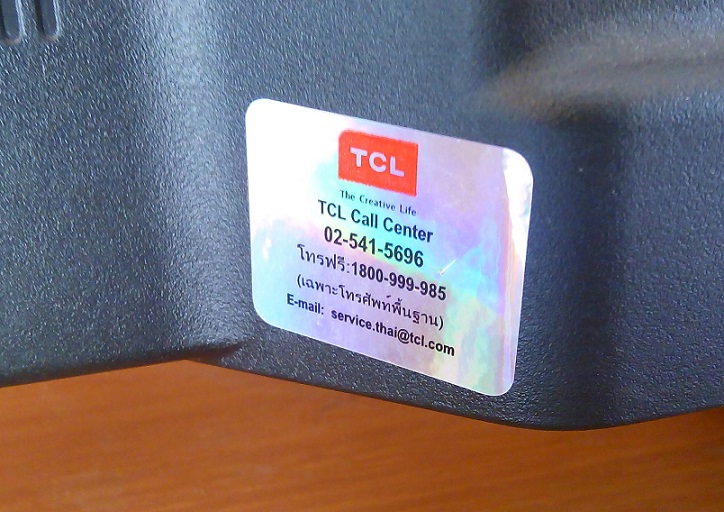 TCL
The Creative Life
TCL Call Center
02-541-5696
โทรฟรี:1800-999-985
(เฉพาะโทรศัพท์พื้นฐาน)
E-mail: service.thai@tcl.com